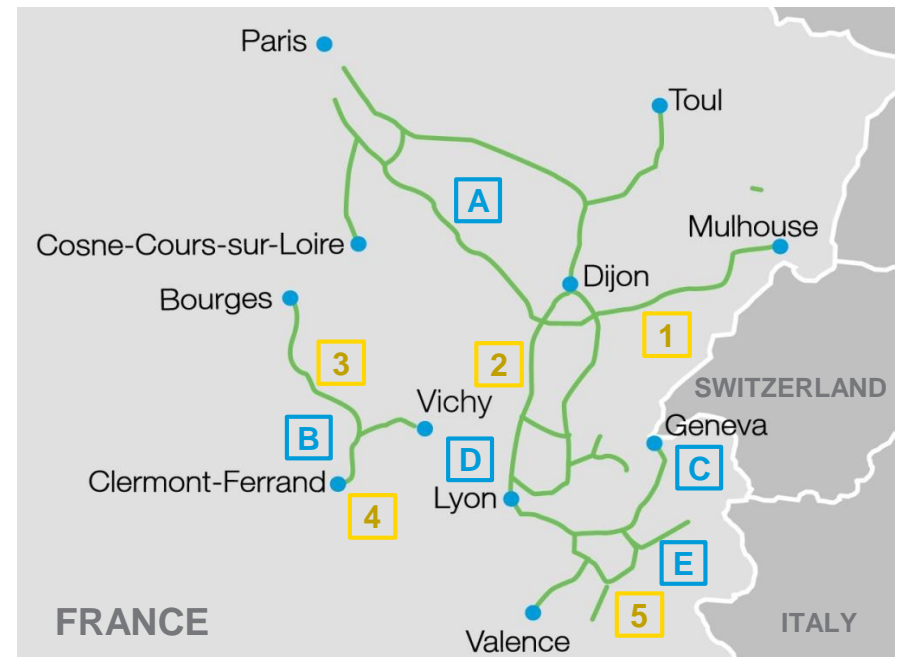 Paris
Toul
A
Mulhouse
Cosne-Cours-sur-Loire
Dijon
Bourges
1
3
2
SWITZERLAND
Vichy
Geneva
B
D
C
Clermont-Ferrand
Lyon
4
E
5
FRANCE
ITALY
Valence